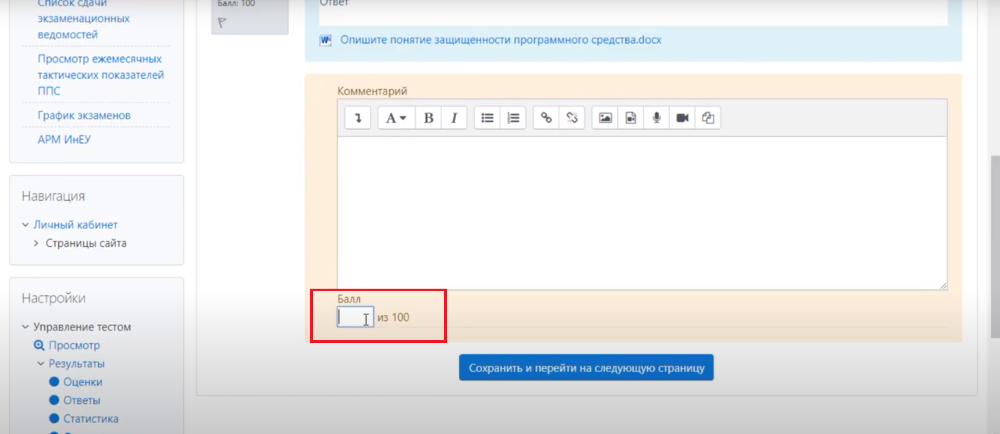 Список сдачи
экзаменационных
ведомостей
Просмотр ежемесячных
тактических показателей
ППС
График экзаменов
АРМ ИнЕУ
Навигация
Личный кабинет
Страницы сайта
Настройки
Управление тестом
Просмотр
Результаты
Оценки
Ответы
Статистика
Балл: 100
Ответ
Опишите понятие защищенности программного средства.docx
Комментарий
A B I
Балл
из 100
Сохранить и перейти на следующую страницу